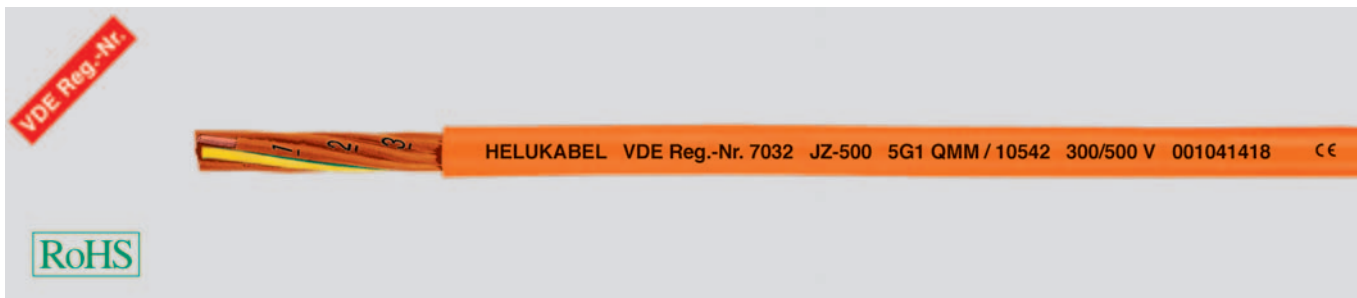 VDE Reg.-Nr.
1 2 3
HELUKABEL VDE Reg.-Nr. 7032 JZ-500 5G1 QMM / 10542 300/500 V 001041418 CE
RoHS